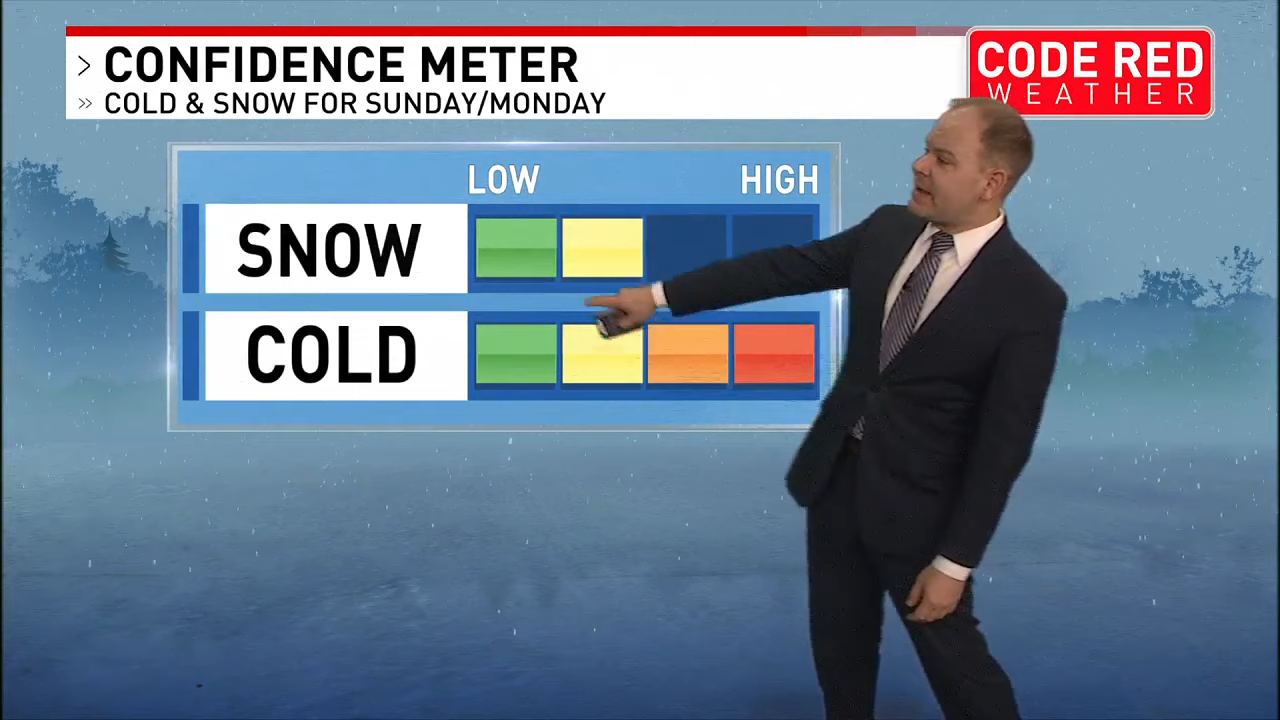 > CONFIDENCE METER
» COLD & SNOW FOR SUNDAY/MONDAY
CODE RED
WEATHER
LOW HIGH
SNOW
COLD